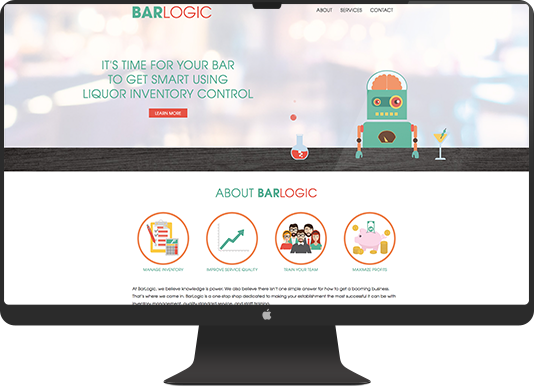 BARLOGIC
ABOUT SERVICES CONTACT
IT'S TIME FOR YOUR BAR
TO GET SMART USING
LIQUOR INVENTORY CONTROL
LEARN MORE
ABOUT BARLOGIC
MANAGE INVENTORY IMPROVE SERVICE QUALITY TRAIN YOUR TEAM MAXIMIZE PROFITS
At BarLogic, we believe knowledge is power. We also believe there isn't one simple answer for how to get a booming business.
That's where we come in. BarLogic is a one-stop shop dedicated to making your establishment the most successful it can be with
inventory management, quality standard service, and staff training.